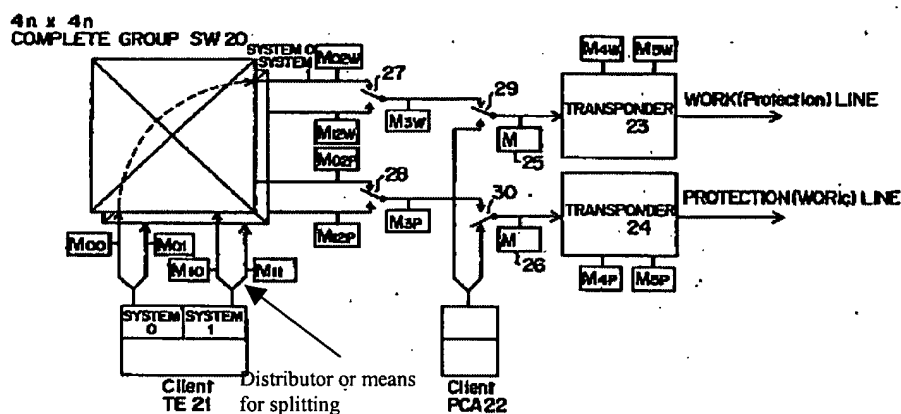 4n x 4n
COMPLETE GROUP SW 20
SYSTEM 0
SYSTEM 1
M02W
27
M3W
29
M4W
M5W
TRANSPONDER
23
WORK(Protection) LINE
M12W
M02P
M
25
28
30
M3P
M12P
M
26
TRANSPONDER
24
PROTECTION(WORK) LINE
M4P
M5P
M00
M01
M10
M11
SYSTEM
0
SYSTEM
1
Client
TE 21
Distributor or means
for splitting
Client
PCA22